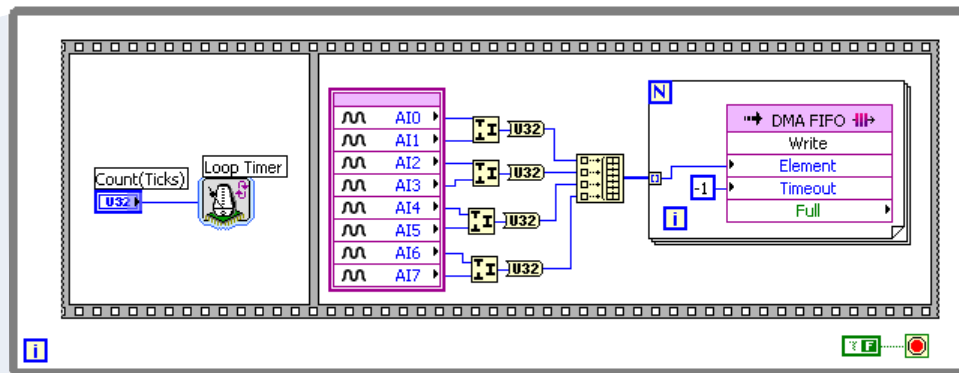 N
DMA FIFO
Write
Element
Timeout
Full
-1
i
AI0
AI1
AI2
AI3
AI4
AI5
AI6
AI7
U32
U32
U32
U32
Loop Timer
Count(Ticks)
U32
i
F